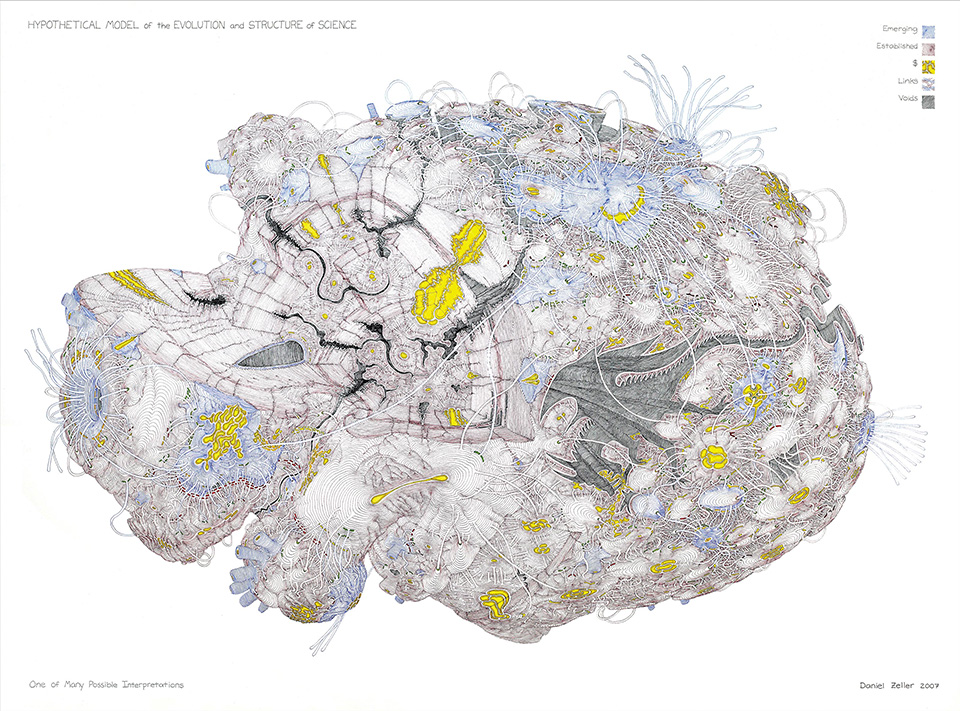 HYPOTHETICAL MODEL of the EVOLUTION and STRUCTURE of SCIENCE
Emerging
Established
$
Links
Voids
One of Many Possible Interpretations
Daniel Zeller 2007